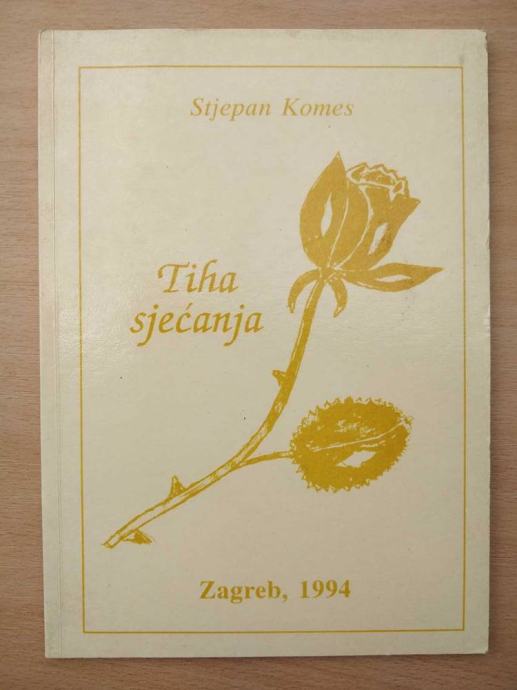 Stjepan Komes
Tiha
sjećanja
Zagreb, 1994